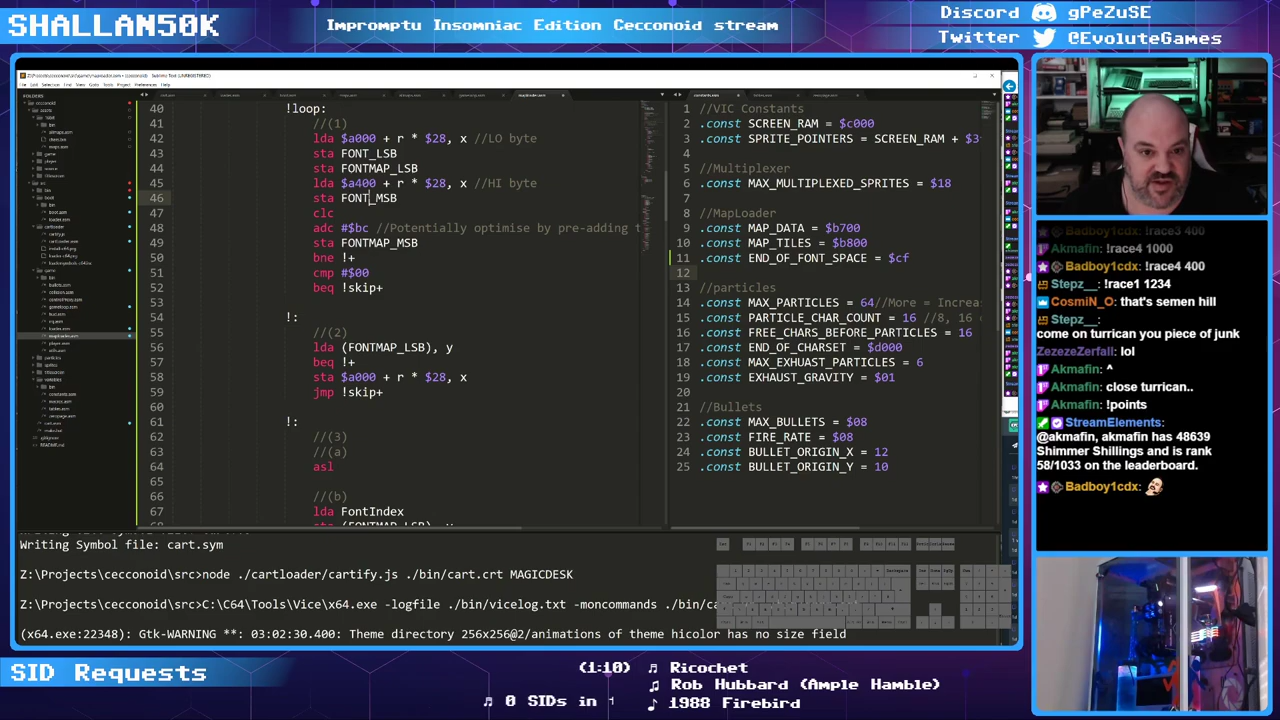 SHALLAN50K
Impromptu Insomniac Edition Cecconoid stream
Discord gPeZuSE
Twitter @EvoluteGames
40 !loop:
41 //(1)
42 lda $a000 + r * $28, x //LO byte
43 sta FONT_LSB
44 sta FONTMAP_LSB
45 lda $a400 + r * $28, x //HI byte
46 sta FONT_MSB
47 clc
48 adc #$bc //Potentially optimise by pre-adding t
49 sta FONTMAP_MSB
50 bne !+
51 cmp #$00
52 beq !skip+
53
54 !:
55 //(2)
56 lda (FONTMAP_LSB), y
57 beq !+
58 sta $a000 + r * $28, x
59 jmp !skip+
60
61 !:
62 //(3)
63 //(a)
64 asl
65
66 //(b)
67 lda FontIndex
1 //VIC Constants
2 .const SCREEN_RAM = $c000
3 .const SPRITE_POINTERS = SCREEN_RAM + $3
4
5 //Multiplexer
6 .const MAX_MULTIPLEXED_SPRITES = $18
7
8 //MapLoader
9 .const MAP_DATA = $b700
10 .const MAP_TILES = $b800
11 .const END_OF_FONT_SPACE = $cf
12
13 //particles
14 .const MAX_PARTICLES = 64//More = Increa
15 .const PARTICLE_CHAR_COUNT = 16
16 .const FREE_CHARS_BEFORE_PARTICLES = 16
17 .const END_OF_CHARSET = $d000
18 .const MAX_EXHUAST_PARTICLES = 6
19 .const EXHAUST_GRAVITY = $01
20
21 //Bullets
22 .const MAX_BULLETS = $08
23 .const FIRE_RATE = $08
24 .const BULLET_ORIGIN_X = 12
25 .const BULLET_ORIGIN_Y = 10
Writing Symbol file: cart.sym
Z:\Projects\cecconoid\src>node ./cartloader/cartify.js ./bin/cart.crt MAGICDESK
Z:\Projects\cecconoid\src>C:\C64\Tools\Vice\x64.exe -logfile ./bin/vicelog.txt -moncommands ./bin/ca
(x64.exe:22348): Gtk-WARNING **: 03:02:30.400: Theme directory 256x256@2/animations of theme hicolor has no size field
Badboy1cdx: !race3 400
Akmafin: !race4 1000
Badboy1cdx: !race4 400
Stepz__: !race1 1234
CosmiN_O: that's semen hill
Stepz__:
come on turrican you piece of junk
ZezezeZerfall: lol
Akmafin: ^
Akmafin: close turrican..
Akmafin: !points
StreamElements:
@akmafin, akmafin has 48639
Shimmer Shillings and is rank
58/1033 on the leaderboard.
Badboy1cdx:
SID Requests
(1:10) Ricochet
Rob Hubbard (Ample Hamble)
0 SIDs in
1988 Firebird